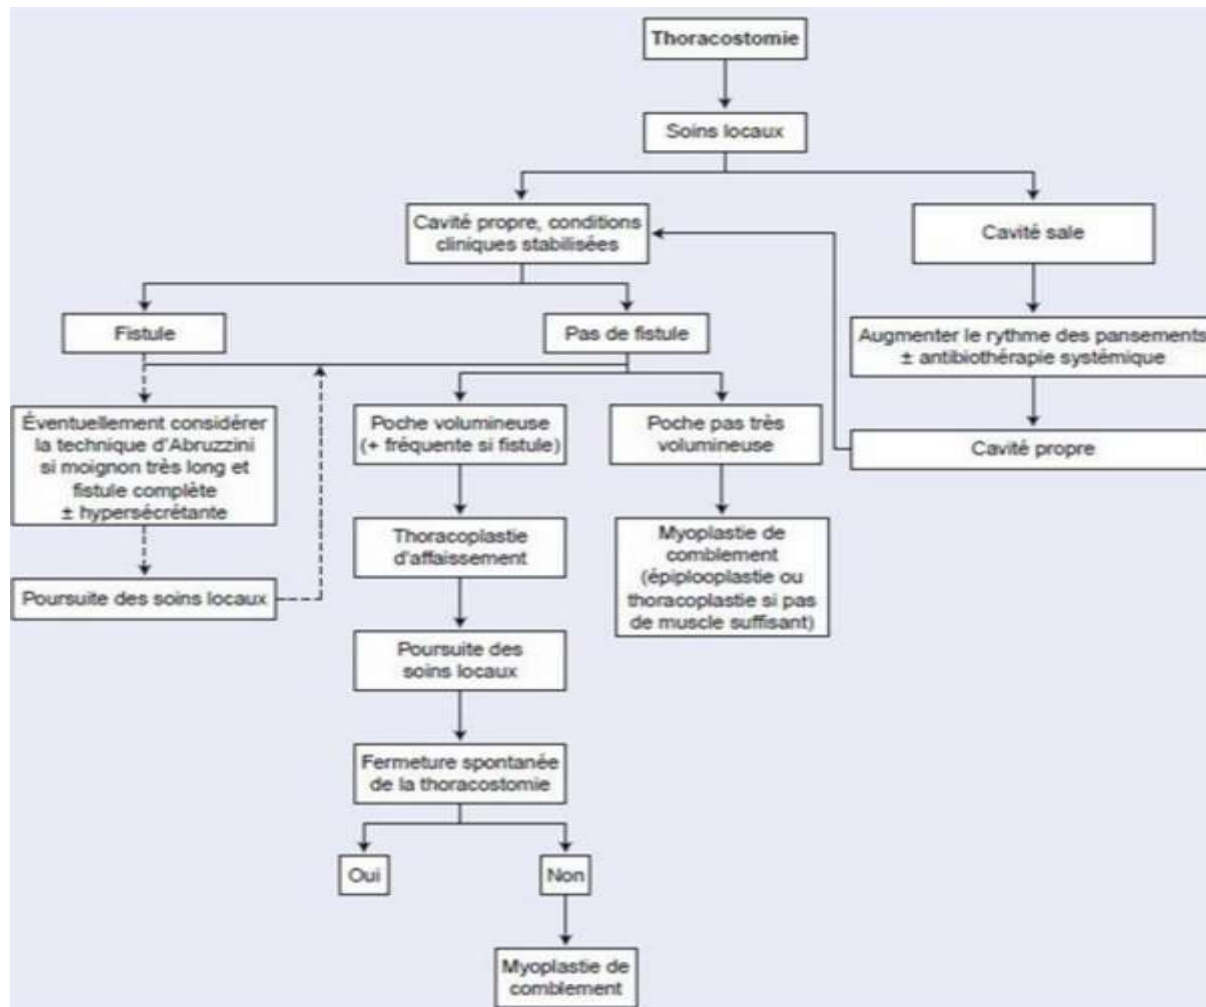 Thoracostomie
Soins locaux
Cavité propre, conditions
cliniques stabilisées
Cavité sale
Fistule
Pas de fistule
Augmenter le rythme des pansements
± antibiothérapie systémique
Éventuellement considérer
la technique d'Abruzzini
si moignon très long et
fistule complète
± hypersécrétante
Poche volumineuse
(+ fréquente si fistule)
Poche pas très
volumineuse
Cavité propre
Thoracoplastie
d'affaissement
Myoplastie de
comblement
(épiplooplastie ou
thoracoplastie si pas
de muscle suffisant)
Poursuite des soins locaux
Poursuite des
soins locaux
Fermeture spontanée
de la thoracostomie
Oui
Non
Myoplastie de
comblement